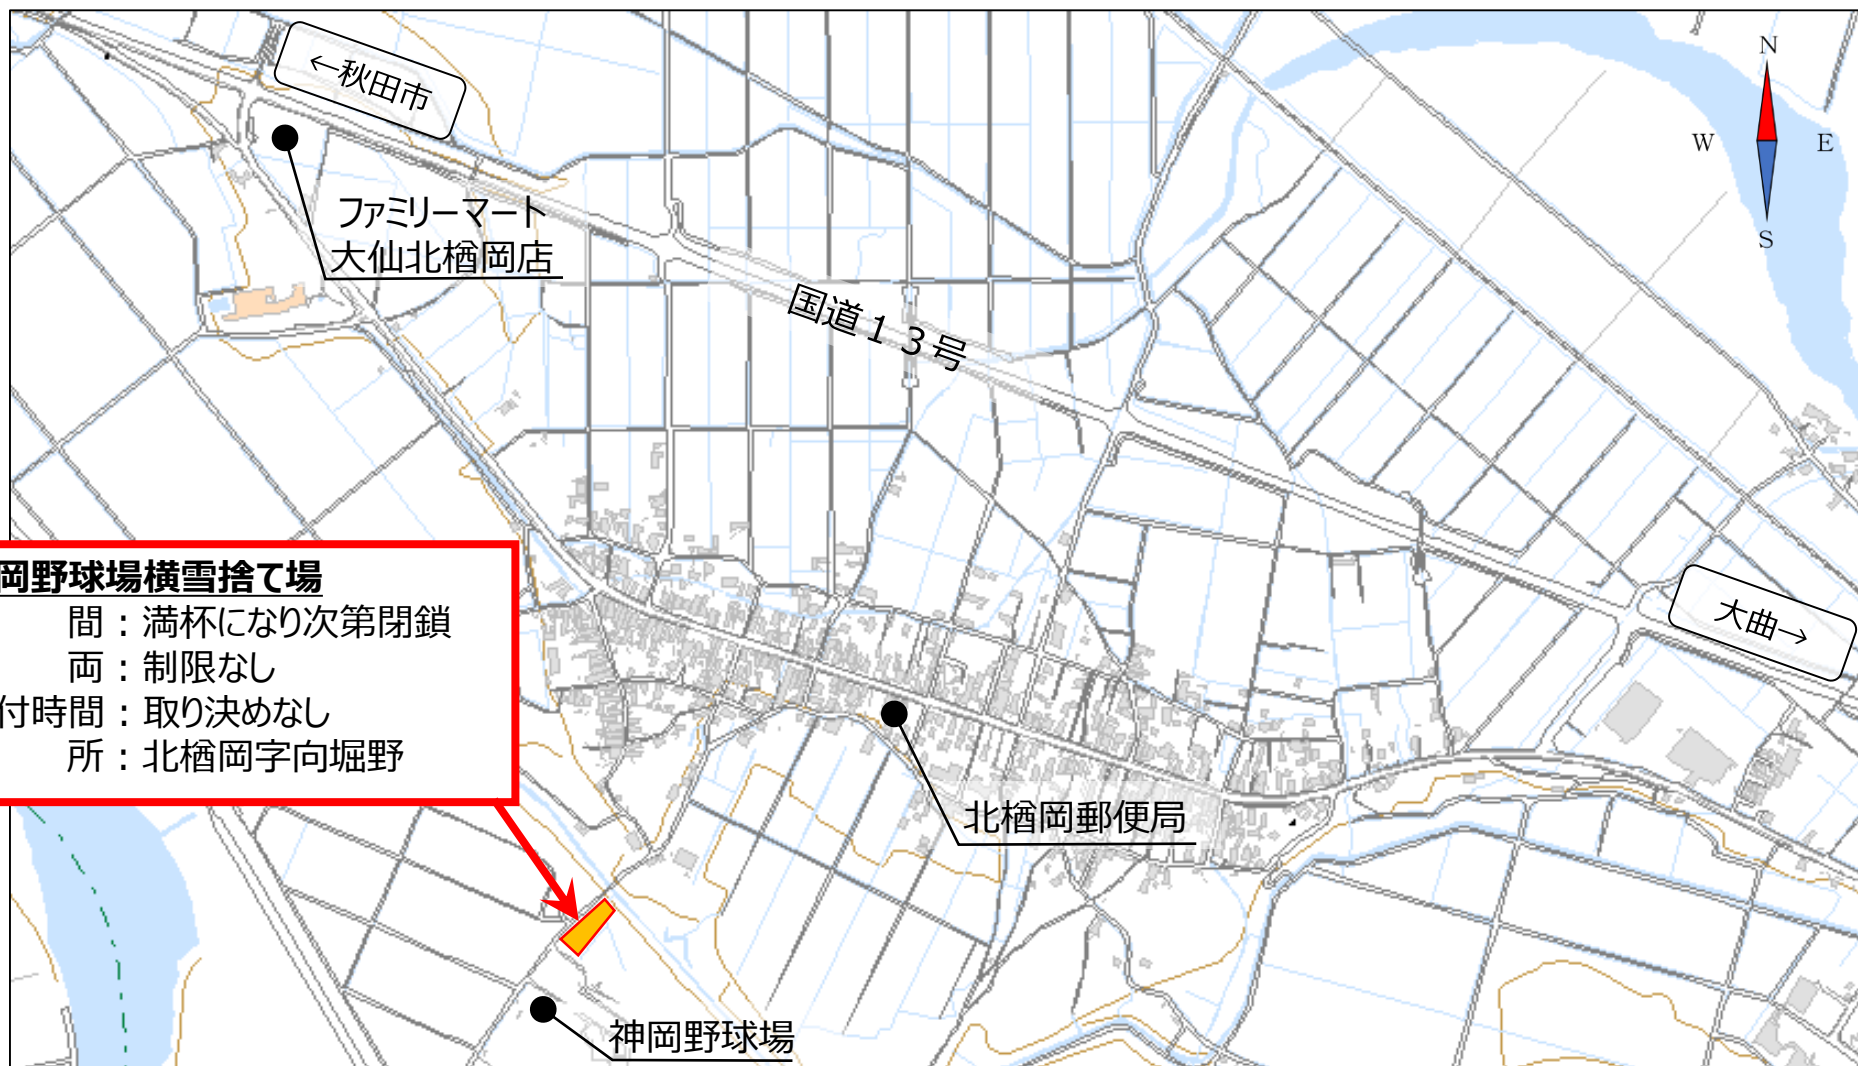 ←秋田市
N
W
E
S
ファミリーマート
大仙北楢岡店
国道１３号
岡野球場横雪捨て場
間：満杯になり次第閉鎖
両：制限なし
付時間：取り決めなし
所：北楢岡字向堀野
大曲→
北楢岡郵便局
神岡野球場